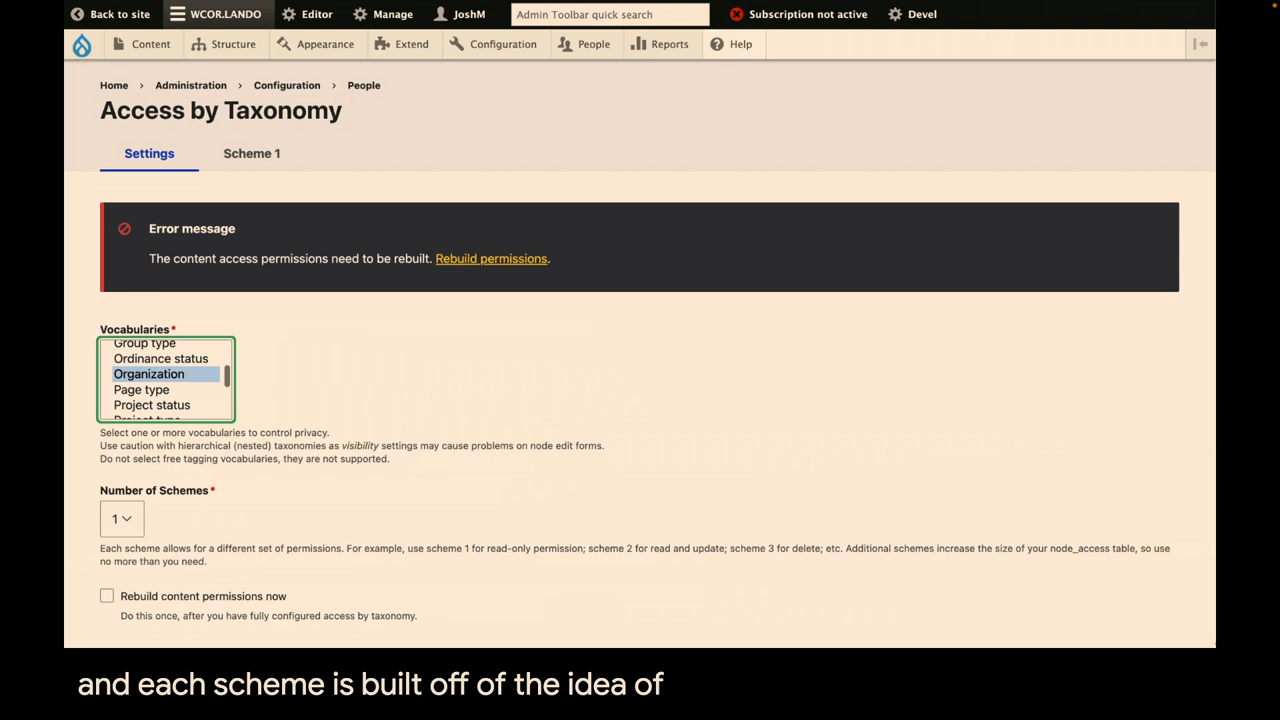 Back to site
WCOR.LANDO
Editor
Manage
JoshM
Admin Toolbar quick search
Subscription not active
Devel
Content
Structure
Appearance
Extend
Configuration
People
Reports
Help
Home › Administration › Configuration › People
Access by Taxonomy
Settings
Scheme 1
Error message
The content access permissions need to be rebuilt. Rebuild permissions.
Vocabularies*
Group type
Ordinance status
Organization
Page type
Project status
Project type
Select one or more vocabularies to control privacy.
Use caution with hierarchical (nested) taxonomies as visibility settings may cause problems on node edit forms.
Do not select free tagging vocabularies, they are not supported.
Number of Schemes*
1
Each scheme allows for a different set of permissions. For example, use scheme 1 for read-only permission; scheme 2 for read and update; scheme 3 for delete; etc. Additional schemes increase the size of your node_access table, so use
no more than you need.
Rebuild content permissions now
Do this once, after you have fully configured access by taxonomy.
and each scheme is built off of the idea of